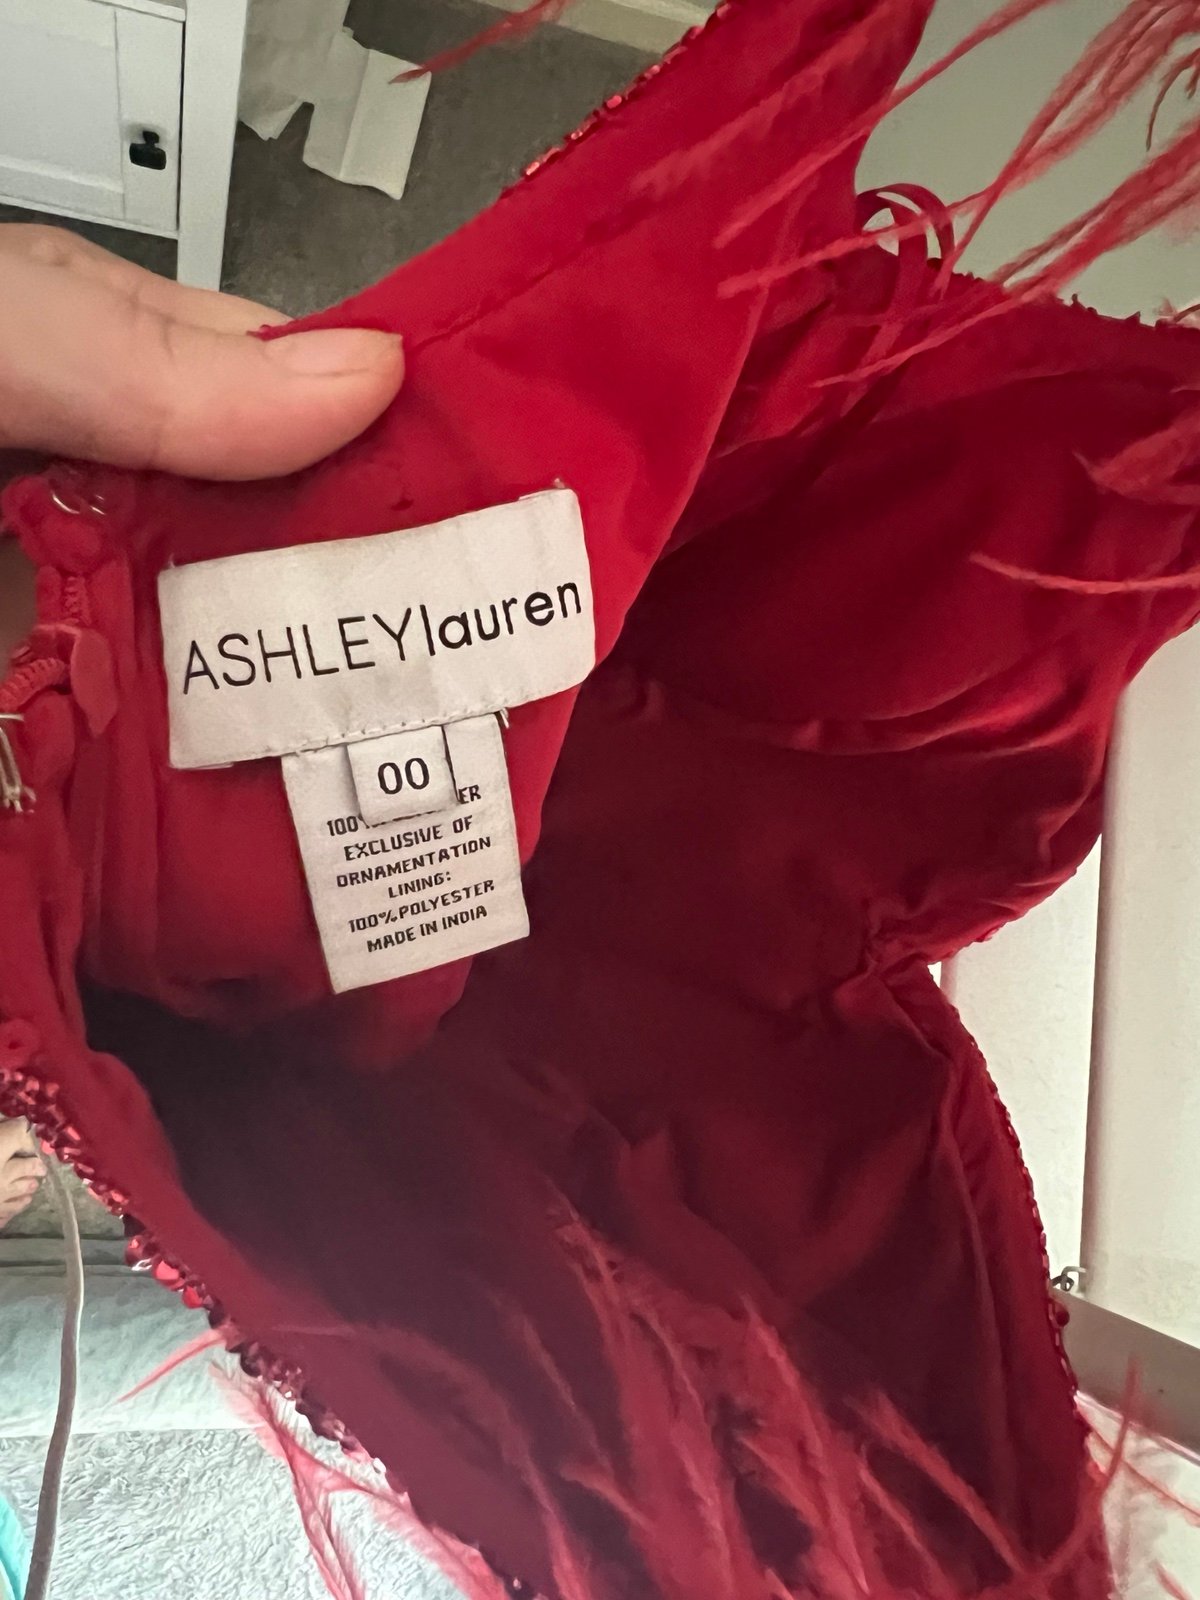 ASHLEYlauren
00
100%
EXCLUSIVE OF
ORNAMENTATION
LINING:
100% POLYESTER
MADE IN INDIA